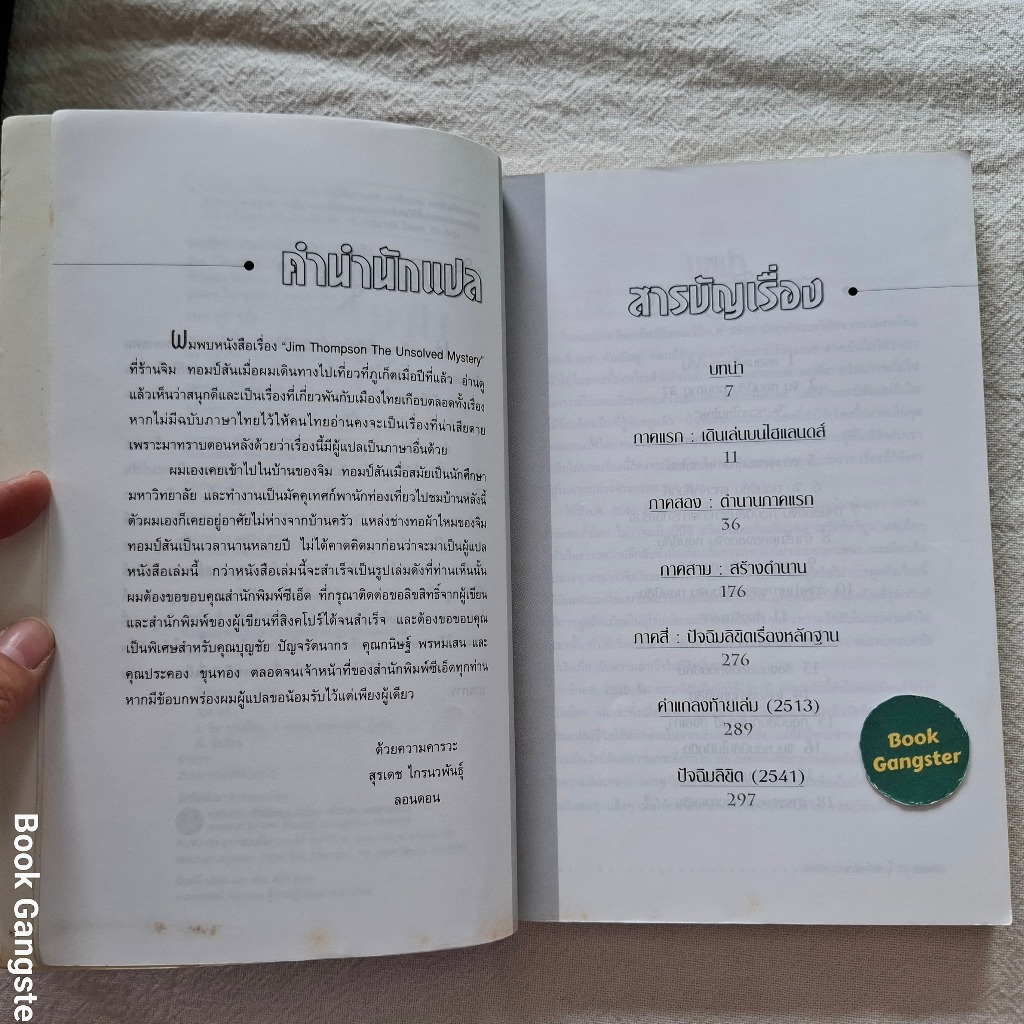 คำนำนักแปล
ผมพบหนังสือเรื่อง "Jim Thompson The Unsolved Mystery"
ที่ร้านจิม ทอมป์สันเมื่อผมเดินทางไปเที่ยวที่ภูเก็ตเมื่อปีที่แล้ว อ่านดู
แล้วเห็นว่าสนุกดีและเป็นเรื่องที่เกี่ยวพันกับเมืองไทยเกือบตลอดทั้งเรื่อง
หากไม่มีฉบับภาษาไทยไว้ให้คนไทยอ่านคงจะเป็นเรื่องที่น่าเสียดาย
เพราะมาทราบตอนหลังด้วยว่าเรื่องนี้มีผู้แปลเป็นภาษาอื่นด้วย
ผมเองเคยเข้าไปในบ้านของจิม ทอมป์สันเมื่อสมัยเป็นนักศึกษา
มหาวิทยาลัย และทำงานเป็นมัคคุเทศก์พานักท่องเที่ยวไปชมบ้านหลังนี้
ตัวผมเองก็เคยอยู่อาศัยไม่ห่างจากบ้านครัว แหล่งช่างทอผ้าไหมของจิม
ทอมป์สันเป็นเวลานานหลายปี ไม่ได้คาดคิดมาก่อนว่าจะมาเป็นผู้แปล
หนังสือเล่มนี้ กว่าหนังสือเล่มนี้จะสำเร็จเป็นรูปเล่มดังที่ท่านเห็นนั้น
ผมต้องขอขอบคุณสำนักพิมพ์ซีเอ็ด ที่กรุณาติดต่อขอลิขสิทธิ์จากผู้เขียน
และสำนักพิมพ์ของผู้เขียนที่สิงคโปร์ได้จนสำเร็จ และต้องขอขอบคุณ
เป็นพิเศษสำหรับคุณบุญชัย ปัญจรัตนากร คุณกนิษฐ์ พรหมเสน และ
คุณประคอง ขุนทอง ตลอดจนเจ้าหน้าที่ของสำนักพิมพ์ซีเอ็ดทุกท่าน
หากมีข้อบกพร่องผมผู้แปลขอน้อมรับไว้แต่เพียงผู้เดียว
ด้วยความคารวะ
สุรเดช ไกรนวพันธุ์
ลอนดอน
สารบัญเรื่อง
บทนำ
7
ภาคแรก : เดินเล่นบนไฮแลนดส์
11
ภาคสอง : ตำนานภาคแรก
36
ภาคสาม : สร้างตำนาน
176
ภาคสี่ : ปัจฉิมลิขิตเรื่องหลักฐาน
276
คำแถลงท้ายเล่ม (2513)
289
ปัจฉิมลิขิต (2541)
297
Book
Gangster
Book Gangste